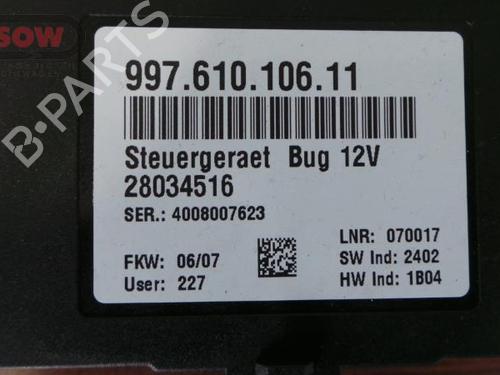 SOW
B-PARTS
997.610.106.11
Steuergeraet Bug 12V
28034516
SER.: 4008007623
LNR: 070017
FKW: 06/07
SW Ind: 2402
User: 227
HW Ind: 1B04